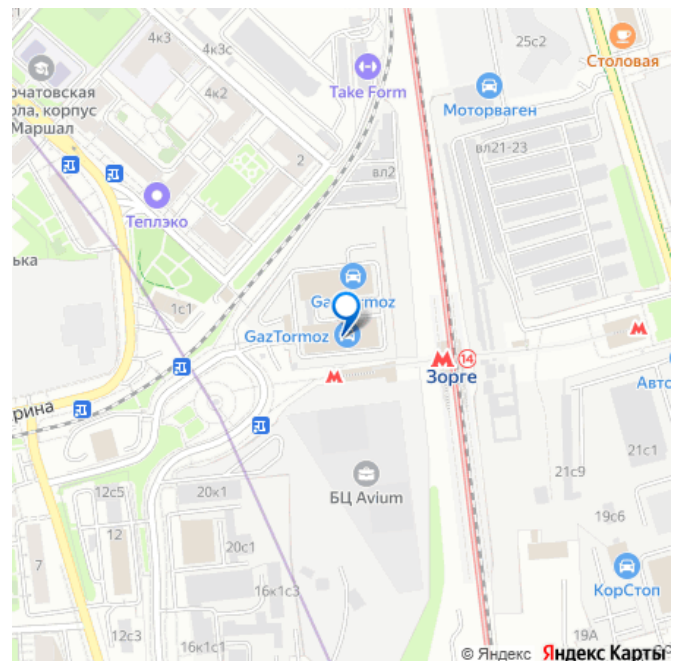 4к3
4к3с
25с2
Столовая
Take Form
рчатовская
ола, корпус
Маршал
4к2
Моторваген
вл21-23
2
вл2
Теплэко
ька
GazTormoz
1с1
GazTormoz
14
Зорге
Авто
рина
21с1
21с9
БЦ Avium
12с5
20к1
19с6
12
20с1
7
16к1с3
КорСтоп
12с3
16к1с1
19А
© Яндекс Яндекс Карты